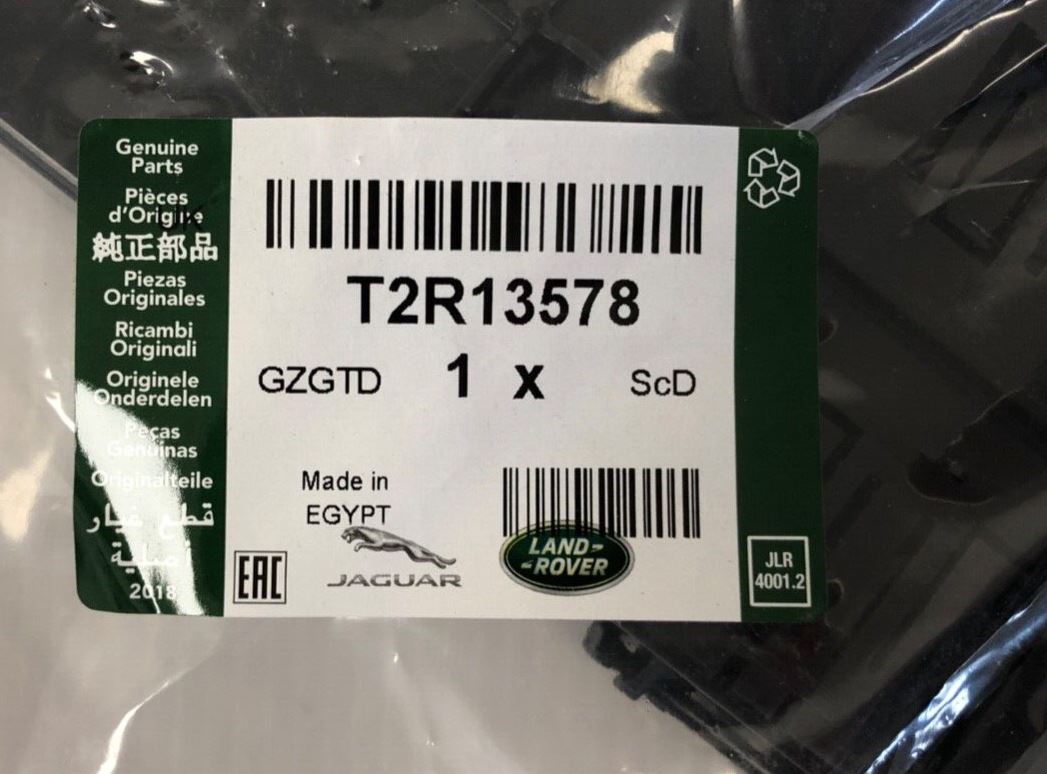 Genuine
Parts
Pièces
d'Origine
純正部品
Piezas
Originales
Ricambi
Originali
Originele
Onderdelen
Peças
Genuinas
Originalteile
قطع غيار
أصلية
2018
T2R13578
GZGTD 1 x ScD
Made in
EGYPT
JAGUAR
LAND-
-ROVER
EAC
JLR
4001.2